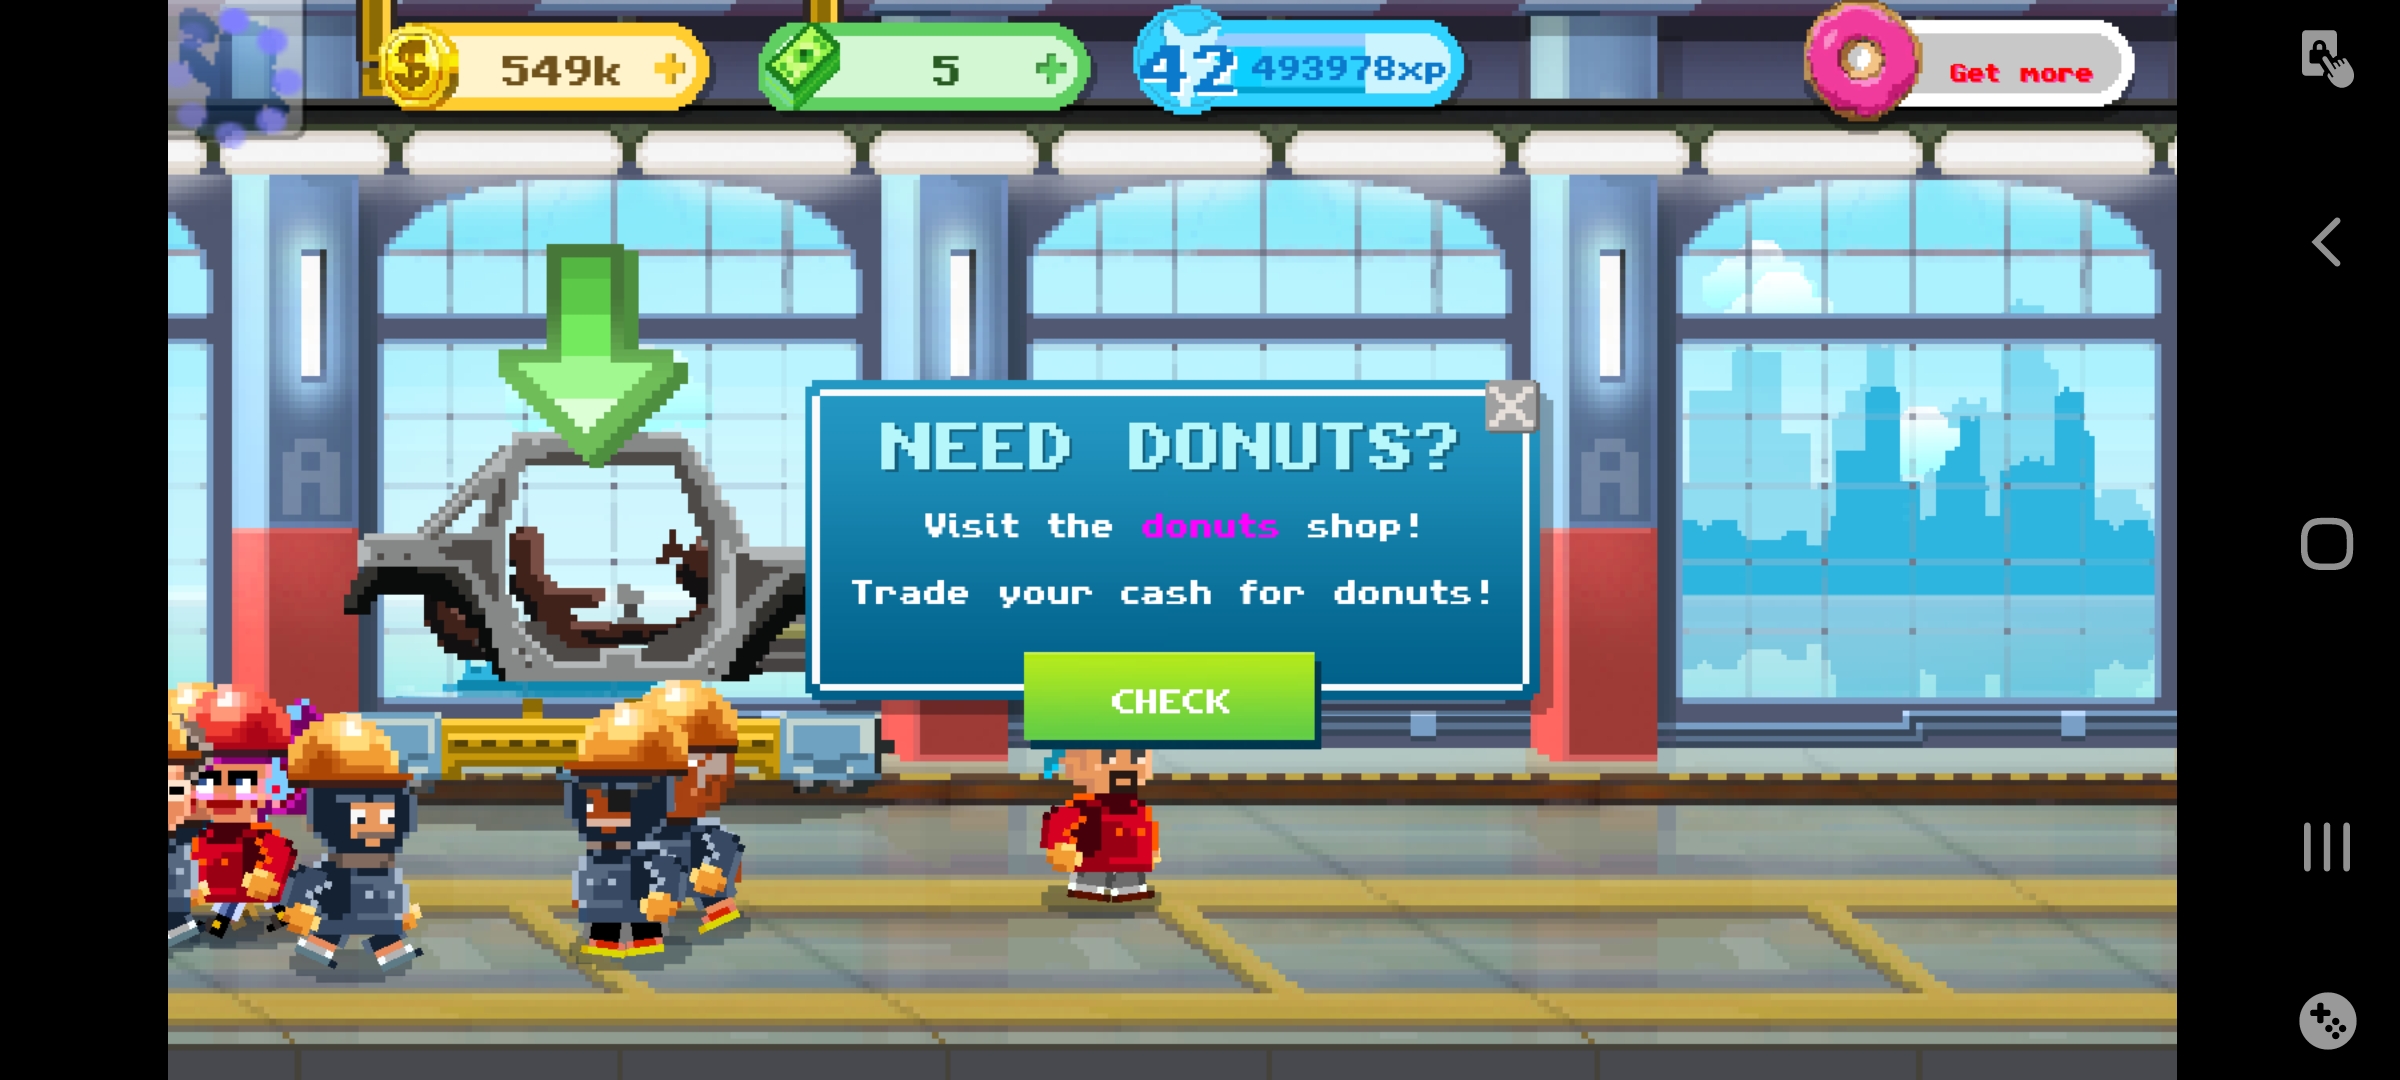 549k
5
42 493978xp
Get more
A
A
NEED DONUTS?
Visit the donuts shop!
Trade your cash for donuts!
CHECK